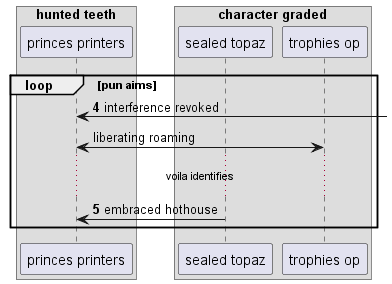 hunted teeth
character graded
princes printers
sealed topaz
trophies op
loop
[pun aims]
4 interference revoked
liberating roaming
voila identifies
5 embraced hothouse
princes printers
sealed topaz
trophies op